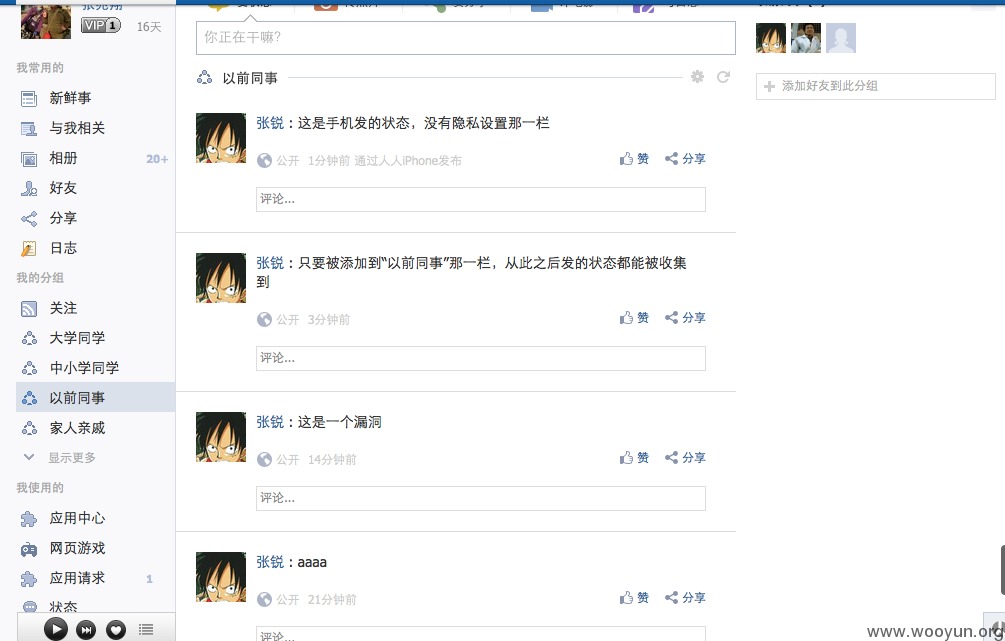 VIP 1
16天
我常用的
新鲜事
与我相关
相册 20+
好友
分享
日志
我的分组
关注
大学同学
中小学同学
以前同事
家人亲戚
显示更多
我使用的
应用中心
网页游戏
应用请求 1
状态
你正在干嘛?
以前同事
张锐：这是手机发的状态，没有隐私设置那一栏
公开 1分钟前 通过人人iPhone发布
赞 分享
评论...
张锐：只要被添加到“以前同事”那一栏，从此之后发的状态都能被收集
到
公开 3分钟前
赞 分享
评论...
张锐：这是一个漏洞
公开 14分钟前
赞 分享
评论...
张锐：aaaa
公开 21分钟前
赞 分享
评论...
添加好友到此分组
www.wooyun.org